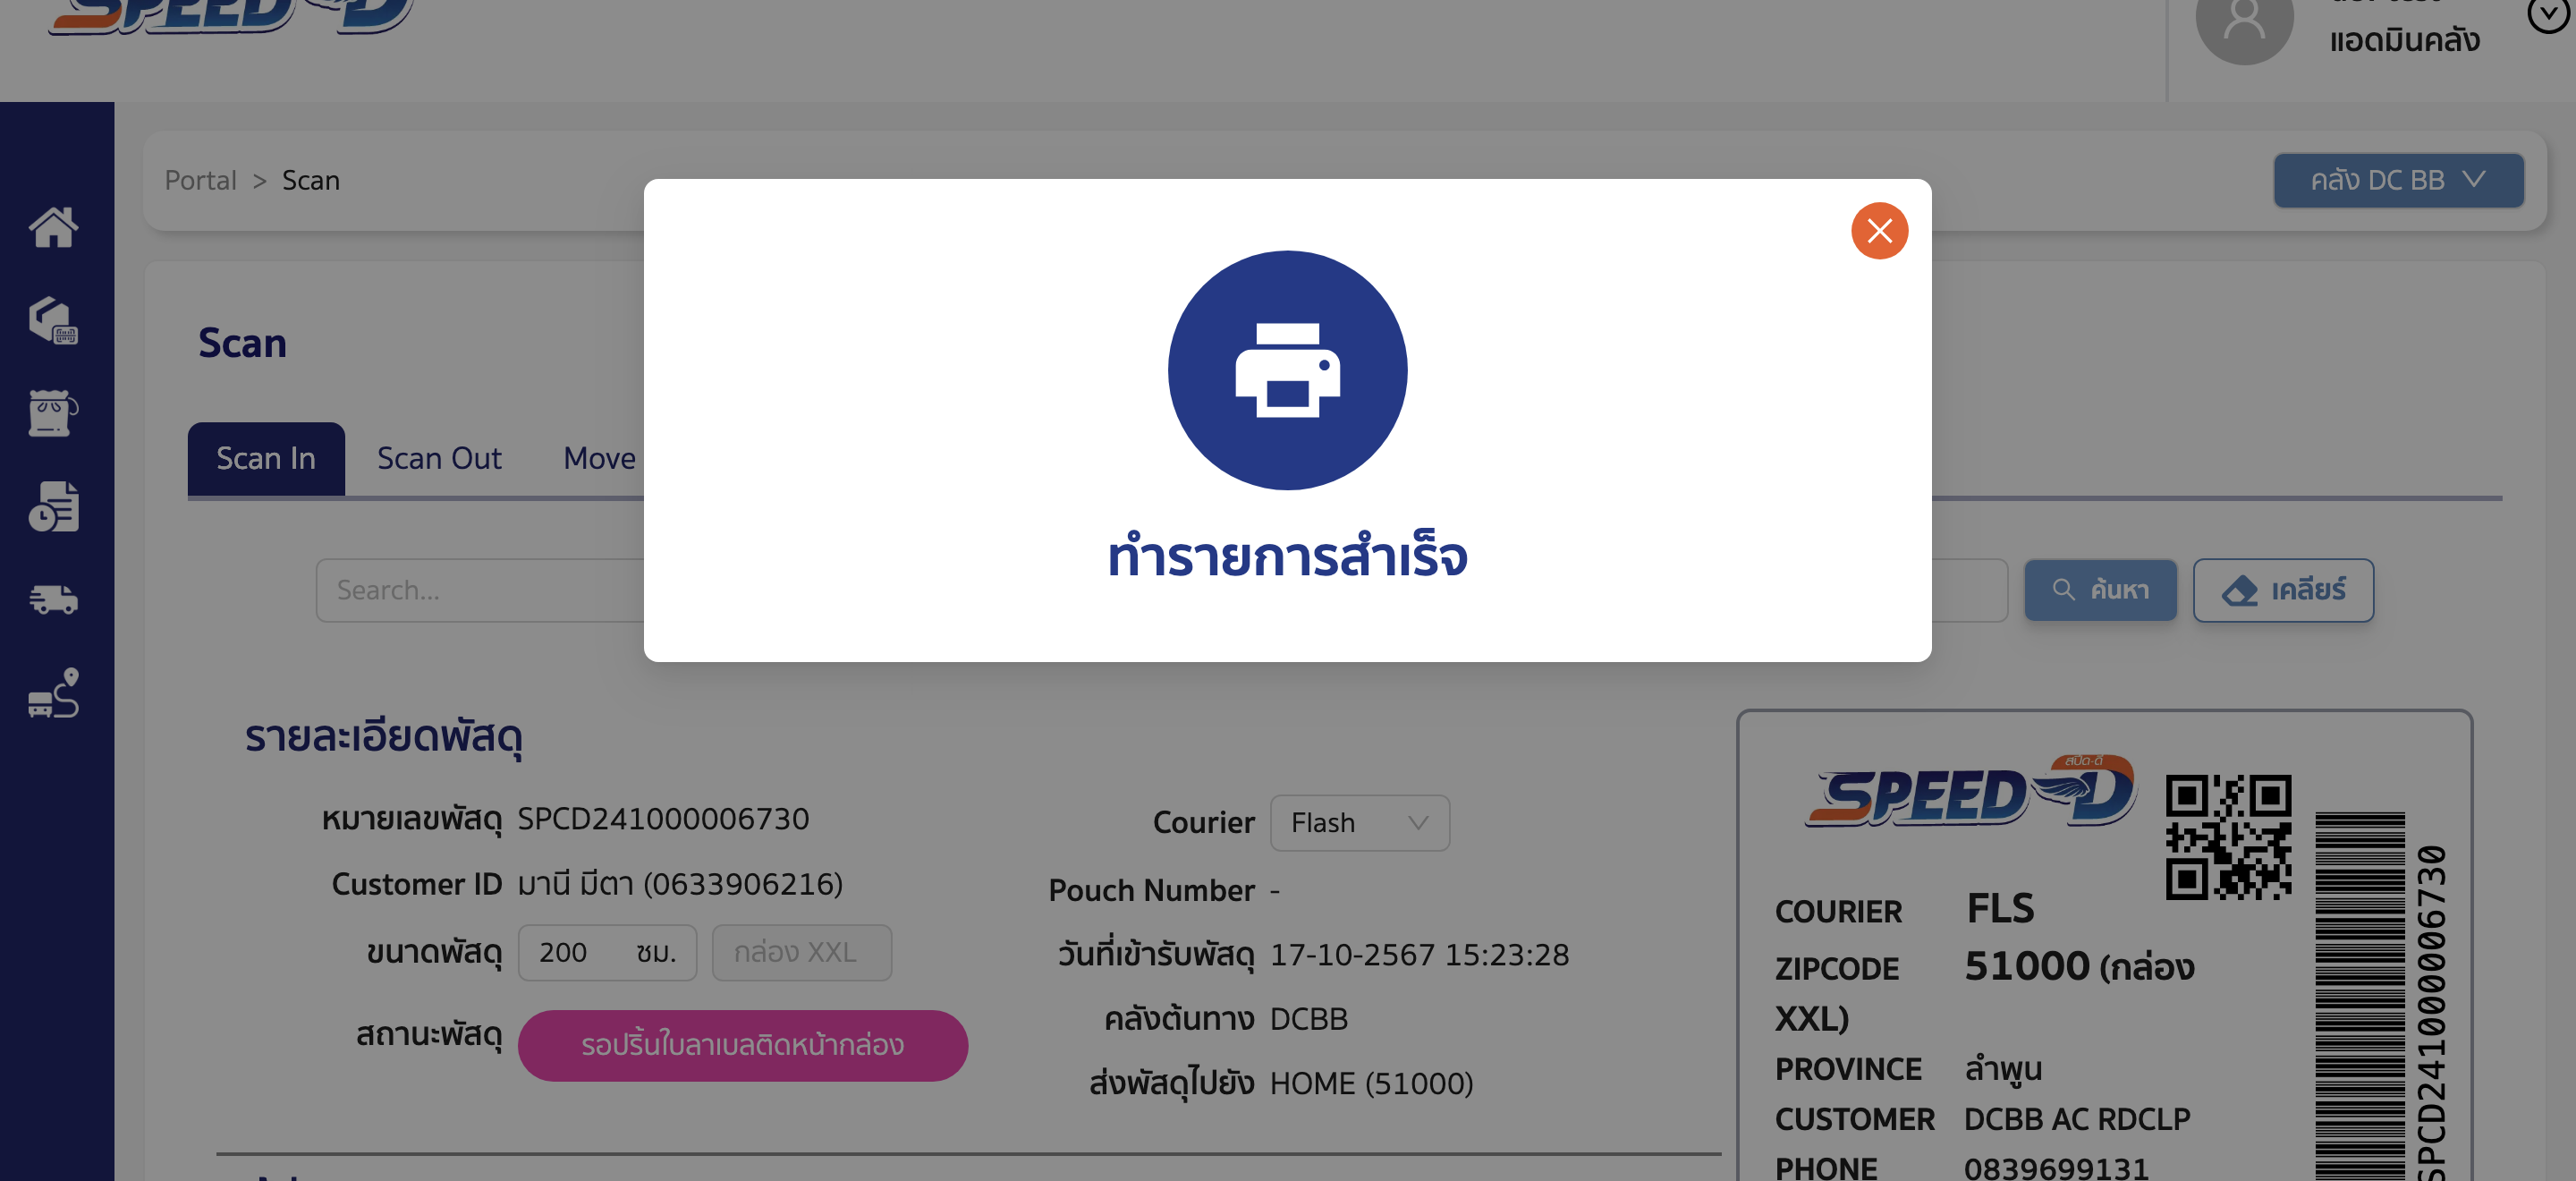 SPEED-D
แอดมินคลัง
Portal > Scan
คลัง DC BB
Scan
Scan In
Scan Out
Move
ทำรายการสำเร็จ
Search...
ค้นหา
เคลียร์
รายละเอียดพัสดุ
หมายเลขพัสดุ SPCD241000006730
Customer ID มานี มีตา (0633906216)
ขนาดพัสดุ 200 ซม. กล่อง XXL
สถานะพัสดุ รอปริ้นใบลาเบลติดหน้ากล่อง
Courier Flash
Pouch Number -
วันที่เข้ารับพัสดุ 17-10-2567 15:23:28
คลังต้นทาง DCBB
ส่งพัสดุไปยัง HOME (51000)
สปีด-ดี
SPEED-D
COURIER FLS
ZIPCODE 51000 (กล่อง
XXL)
PROVINCE ลำพูน
CUSTOMER DCBB AC RDCLP
PHONE 0839699131
SPCD241000006730